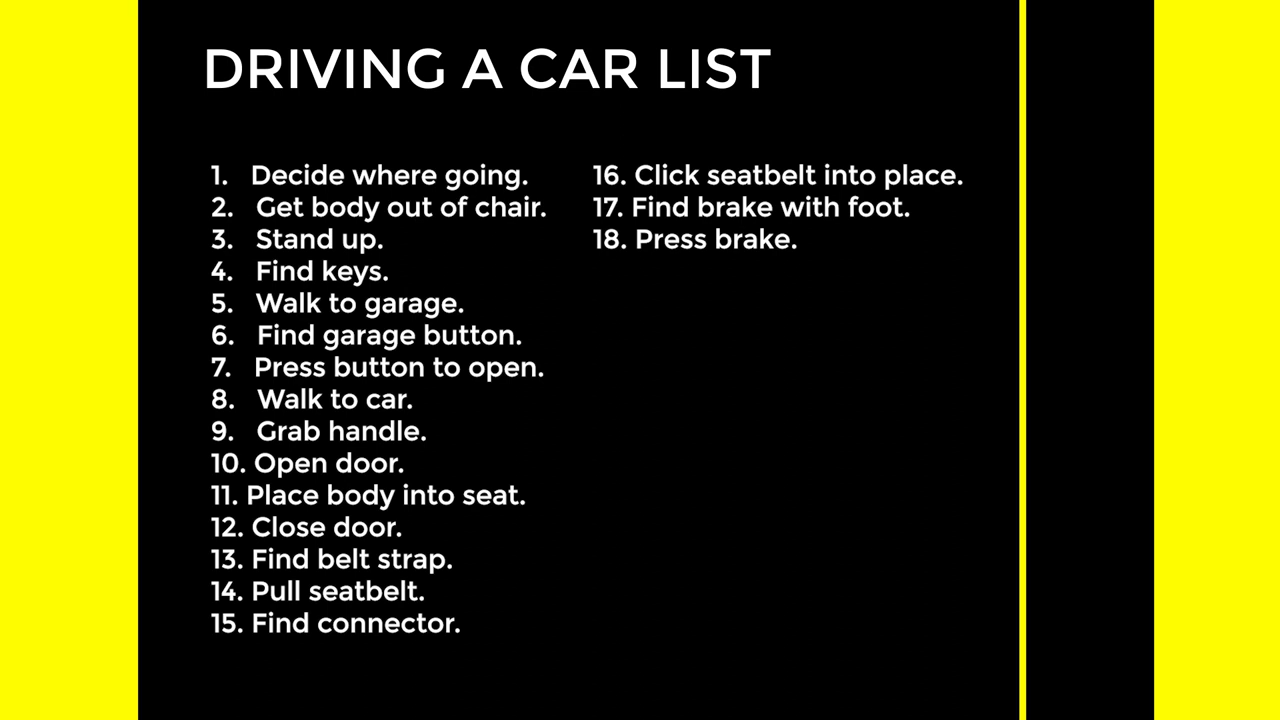 DRIVING A CAR LIST
1. Decide where going.
2. Get body out of chair.
3. Stand up.
4. Find keys.
5. Walk to garage.
6. Find garage button.
7. Press button to open.
8. Walk to car.
9. Grab handle.
10. Open door.
11. Place body into seat.
12. Close door.
13. Find belt strap.
14. Pull seatbelt.
15. Find connector.
16. Click seatbelt into place.
17. Find brake with foot.
18. Press brake.